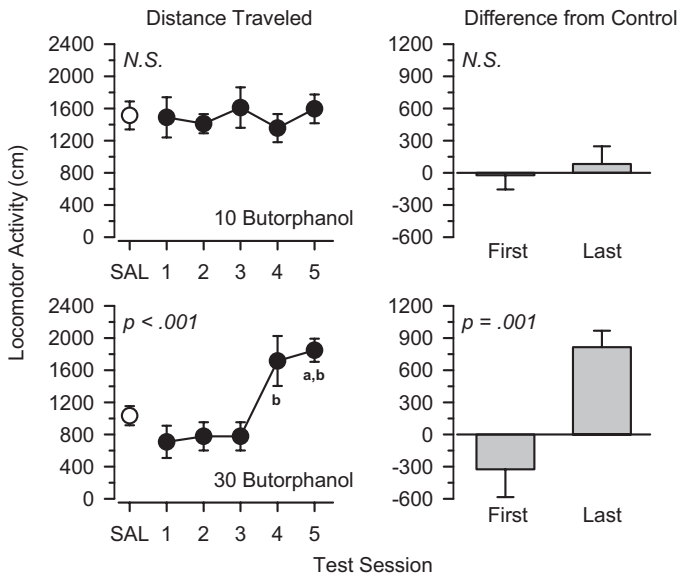 Distance Traveled
Difference from Control
Locomotor Activity (cm)
2400
2000
1600
1200
800
400
0
N.S.
10 Butorphanol
SAL 1 2 3 4 5
1200
900
600
300
0
-300
-600
N.S.
First Last
2400
2000
1600
1200
800
400
0
p < .001
b
a,b
30 Butorphanol
SAL 1 2 3 4 5
1200
900
600
300
0
-300
-600
p = .001
First Last
Test Session